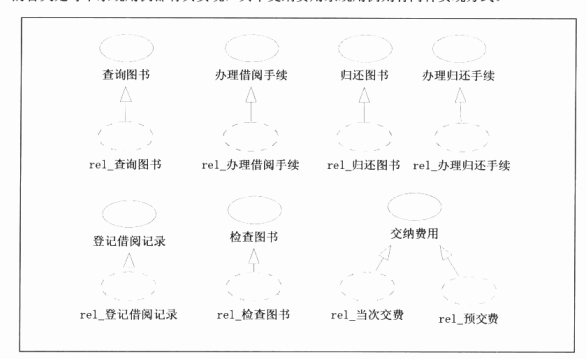 查询图书 办理借阅手续 归还图书 办理归还手续
rel_查询图书 rel_办理借阅手续 rel_归还图书 rel_办理归还手续
登记借阅记录 检查图书 交纳费用
rel_登记借阅记录 rel_检查图书 rel_当次交费 rel_预交费